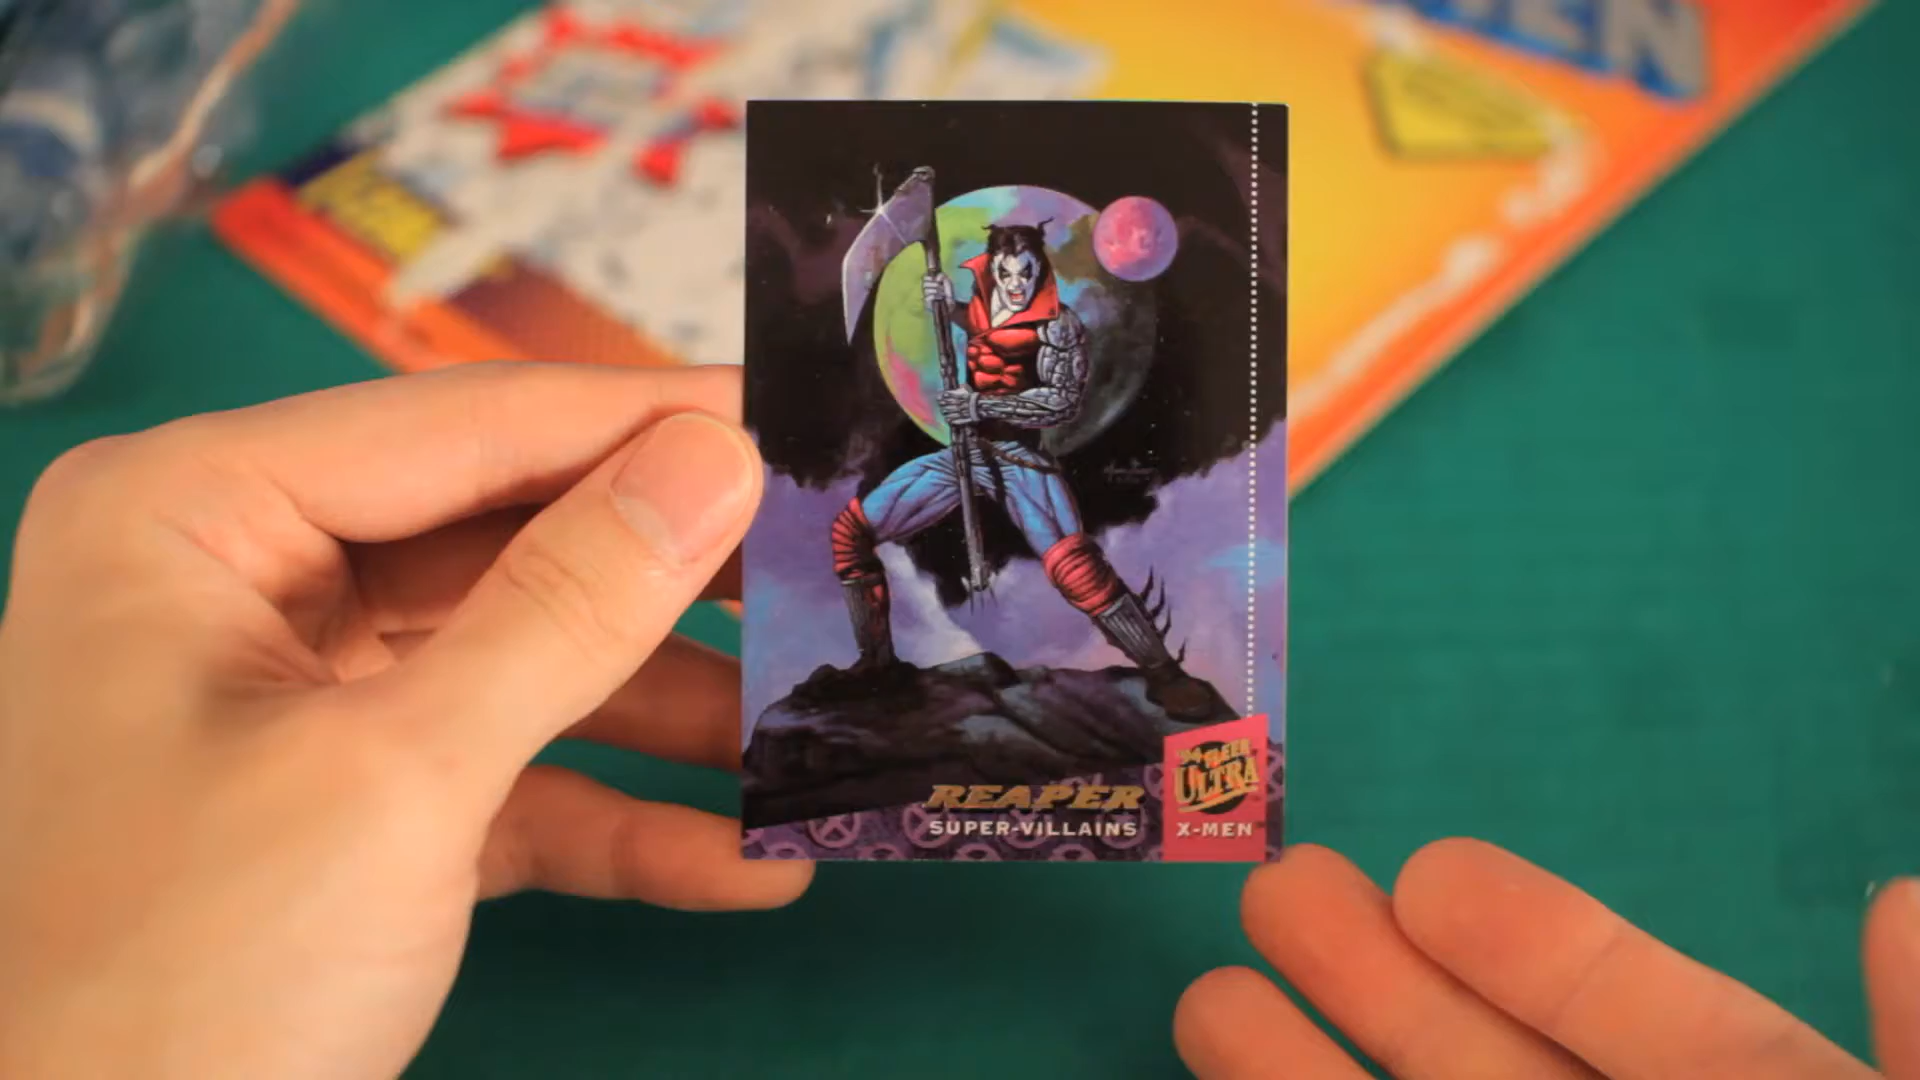 REAPER
SUPER-VILLAINS
'94 FLEER
ULTRA
X-MEN